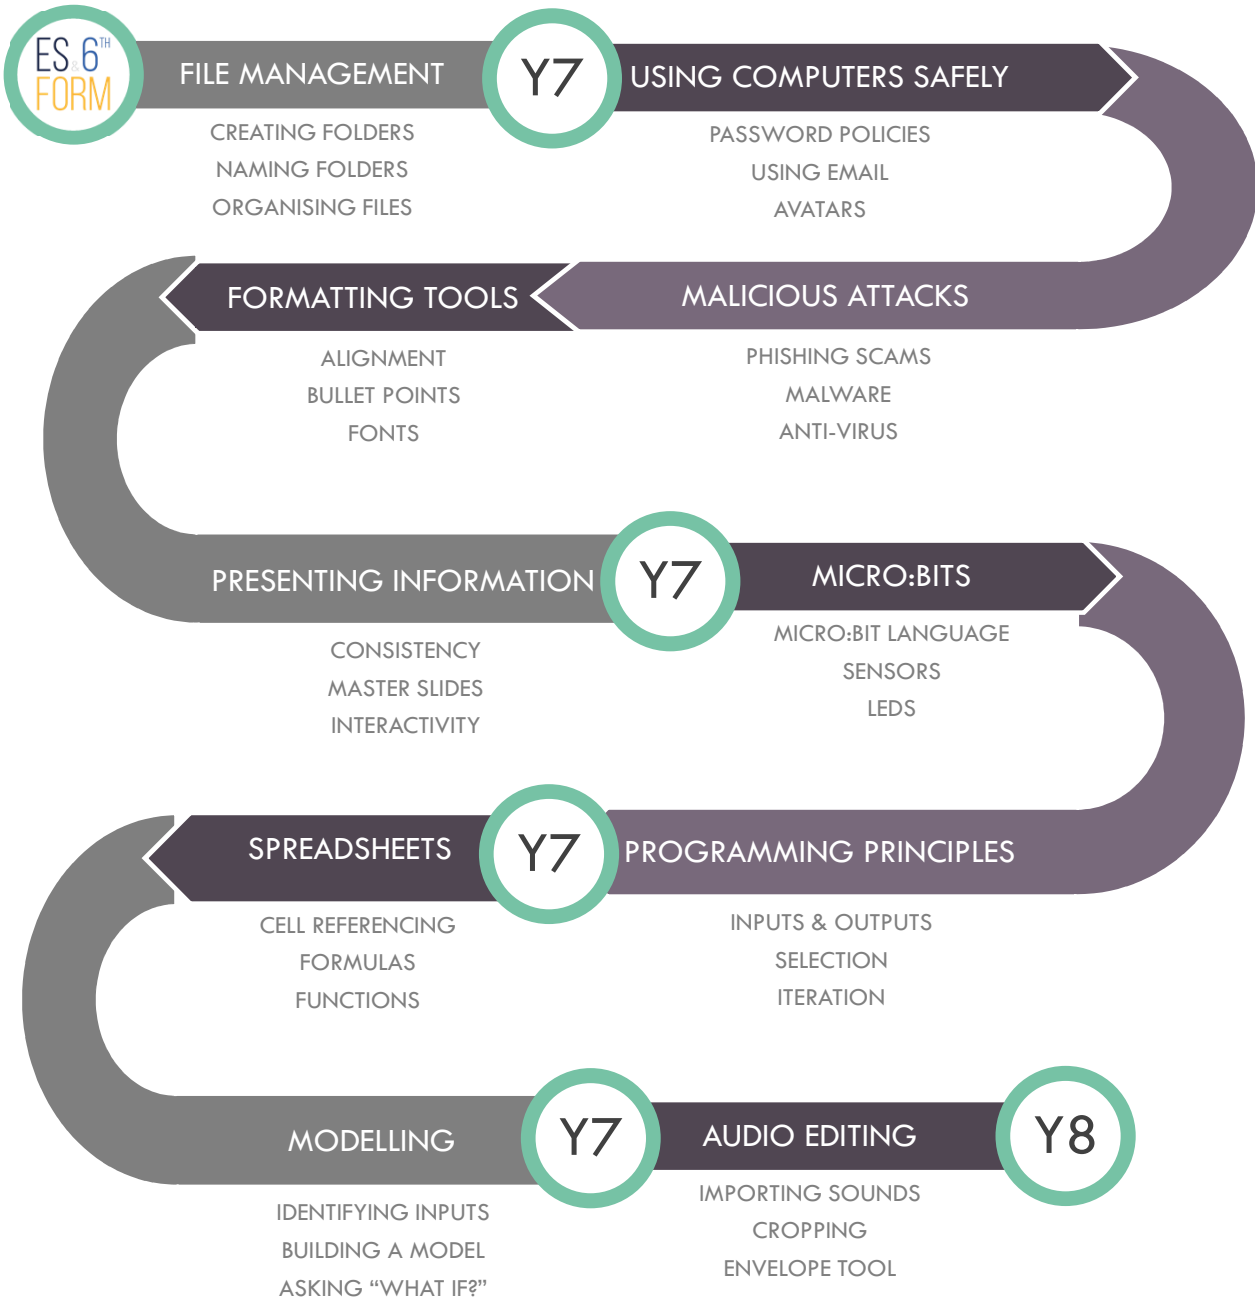 ES & 6TH
FORM
FILE MANAGEMENT
CREATING FOLDERS
NAMING FOLDERS
ORGANISING FILES
Y7
USING COMPUTERS SAFELY
PASSWORD POLICIES
USING EMAIL
AVATARS
MALICIOUS ATTACKS
PHISHING SCAMS
MALWARE
ANTI-VIRUS
FORMATTING TOOLS
ALIGNMENT
BULLET POINTS
FONTS
PRESENTING INFORMATION
CONSISTENCY
MASTER SLIDES
INTERACTIVITY
Y7
MICRO:BITS
MICRO:BIT LANGUAGE
SENSORS
LEDS
PROGRAMMING PRINCIPLES
INPUTS & OUTPUTS
SELECTION
ITERATION
Y7
SPREADSHEETS
CELL REFERENCING
FORMULAS
FUNCTIONS
MODELLING
IDENTIFYING INPUTS
BUILDING A MODEL
ASKING “WHAT IF?”
Y7
AUDIO EDITING
IMPORTING SOUNDS
CROPPING
ENVELOPE TOOL
Y8